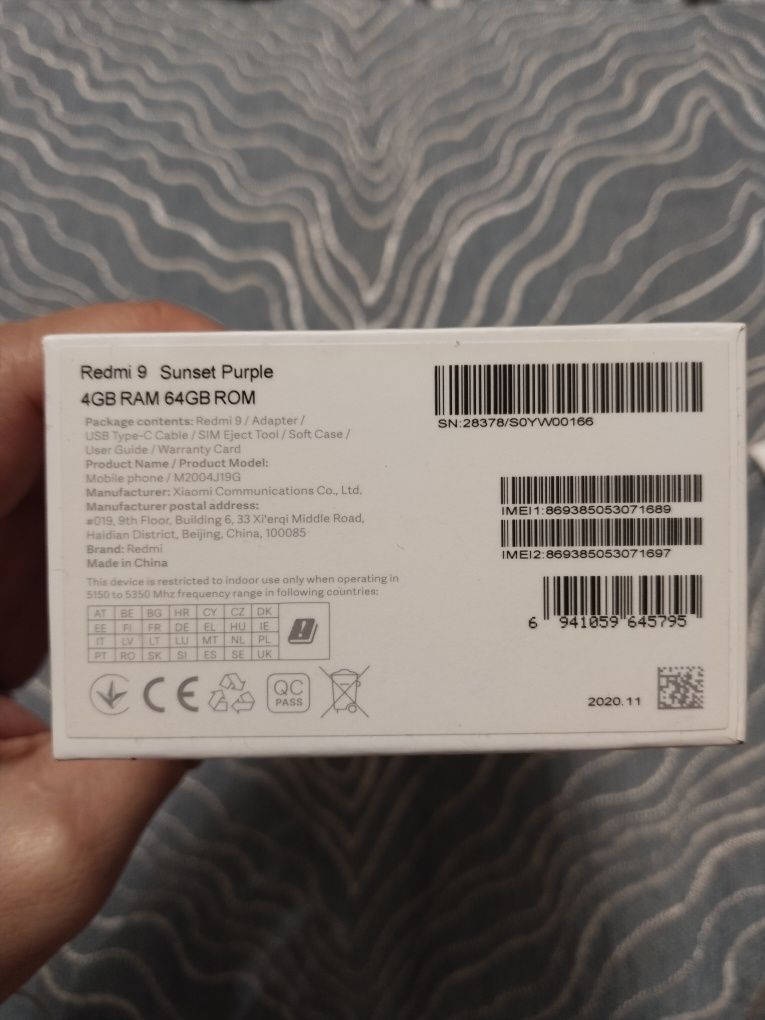 Redmi 9 Sunset Purple
4GB RAM 64GB ROM
Package contents: Redmi 9 / Adapter /
USB Type-C Cable / SIM Eject Tool / Soft Case /
User Guide / Warranty Card
Product Name / Product Model:
Mobile phone / M2004J19G
Manufacturer: Xiaomi Communications Co., Ltd.
Manufacturer postal address:
#019, 9th Floor, Building 6, 33 Xi'erqi Middle Road,
Haidian District, Beijing, China, 100085
Brand: Redmi
Made in China
This device is restricted to indoor use only when operating in
5150 to 5350 Mhz frequency range in following countries:
AT BE BG HR CY CZ DK
EE FI FR DE EL HU IE
IT LV LT LU MT NL PL
PT RO SK SI ES SE UK
CE
QC
PASS
SN:28378/S0YW00166
IMEI1:869385053071689
IMEI2:869385053071697
6 941059 645795
2020.11